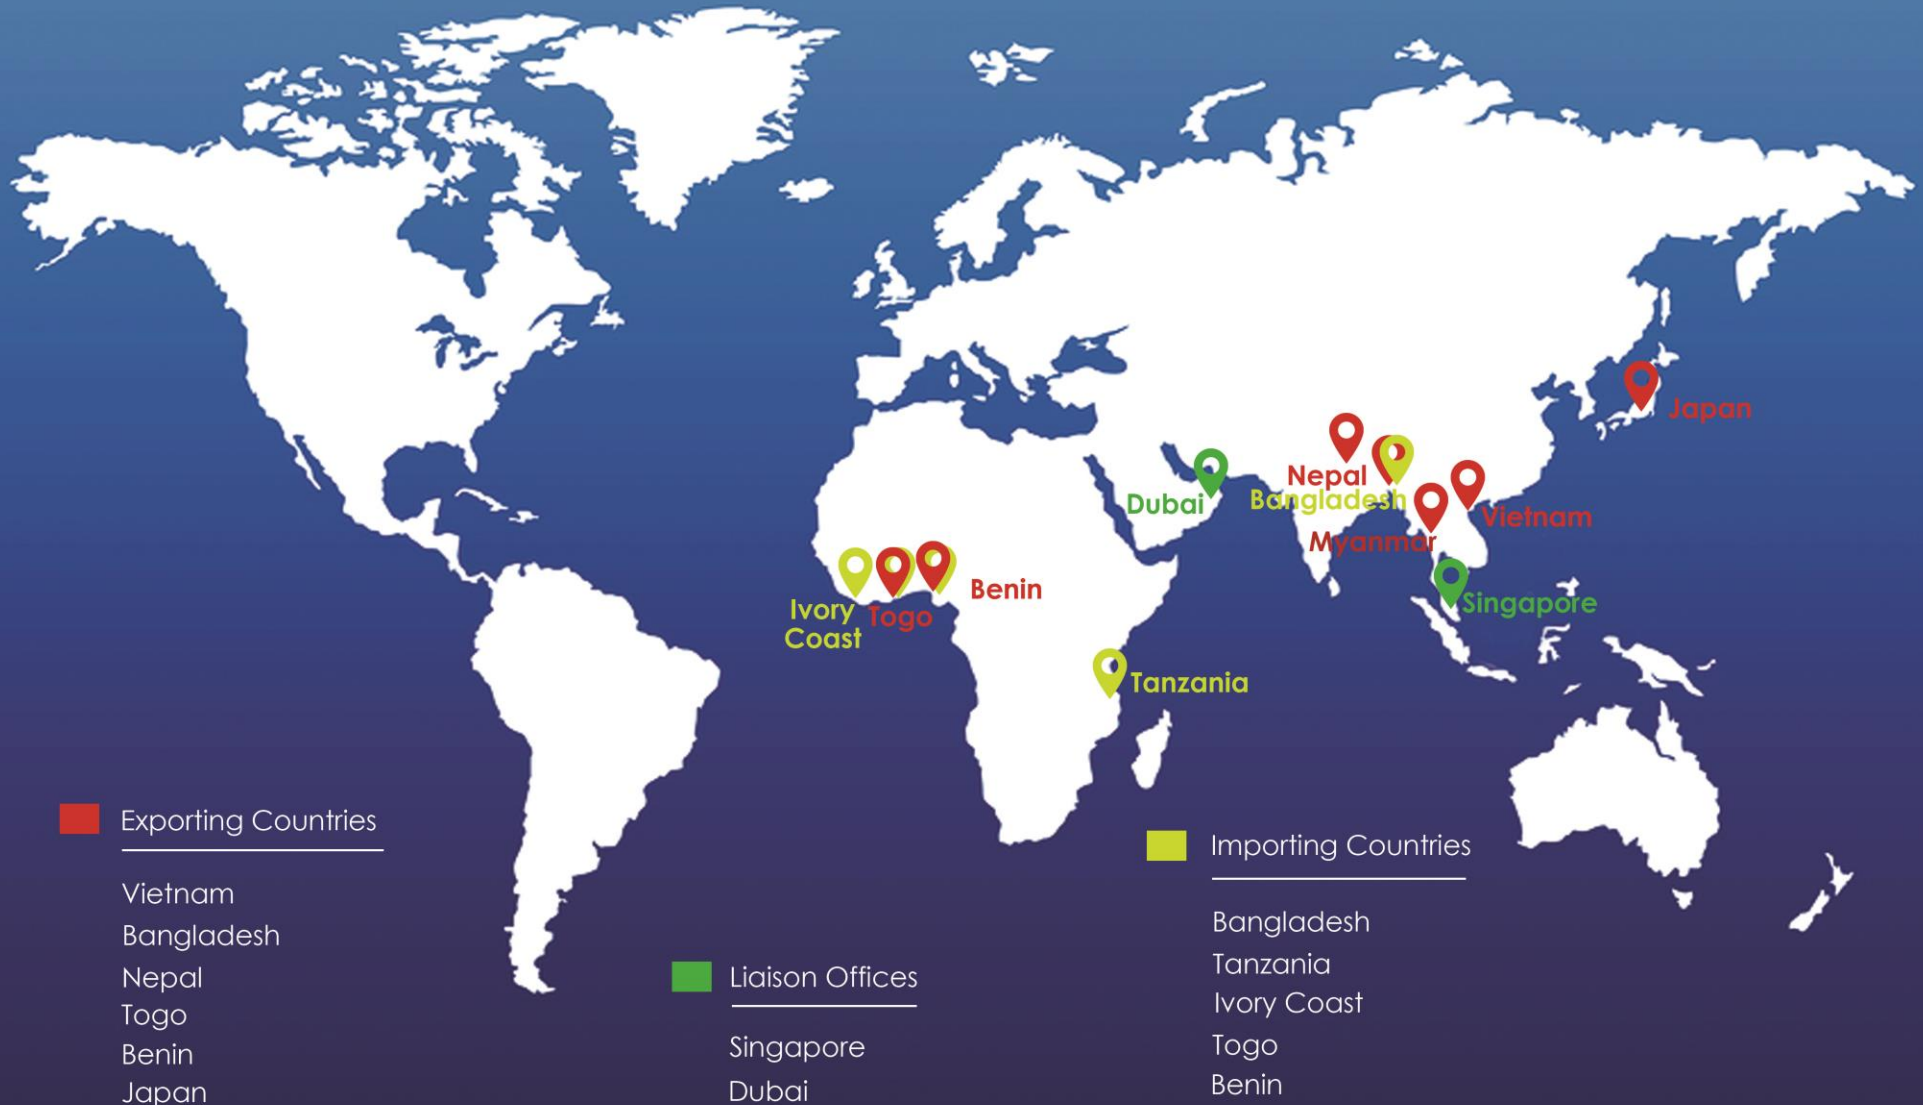 Japan
Nepal
Bangladesh
Dubai
Vietnam
Myanmar
Benin
Ivory
Coast
Togo
Singapore
Tanzania
Exporting Countries
Vietnam
Bangladesh
Nepal
Togo
Benin
Japan
Liaison Offices
Singapore
Dubai
Importing Countries
Bangladesh
Tanzania
Ivory Coast
Togo
Benin